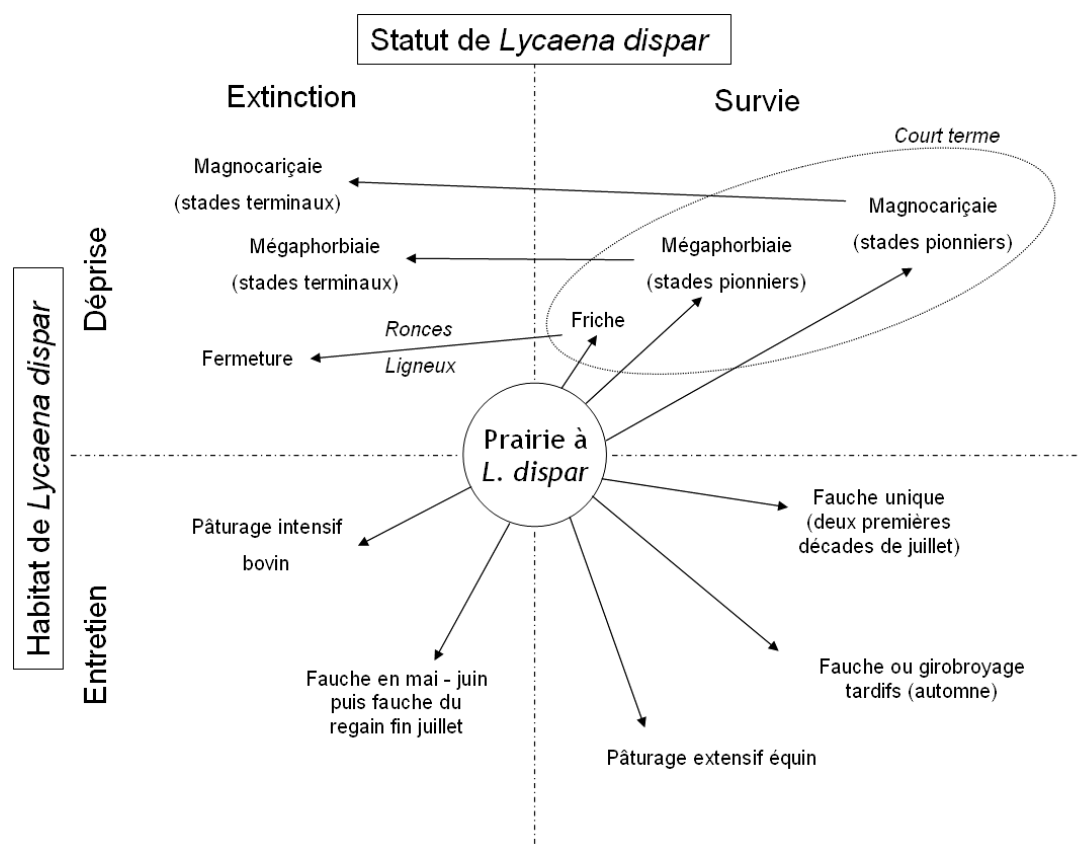 Statut de Lycaena dispar
Extinction
Survie
Court terme
Magnocariçaie
(stades terminaux)
Magnocariçaie
(stades pionniers)
Mégaphorbiaie
(stades terminaux)
Mégaphorbiaie
(stades pionniers)
Déprise
Friche
Ronces
Ligneux
Fermeture
Habitat de Lycaena dispar
Prairie à
L. dispar
Pâturage intensif
bovin
Fauche unique
(deux premières
décades de juillet)
Entretien
Fauche en mai - juin
puis fauche du
regain fin juillet
Fauche ou girobroyage
tardifs (automne)
Pâturage extensif équin